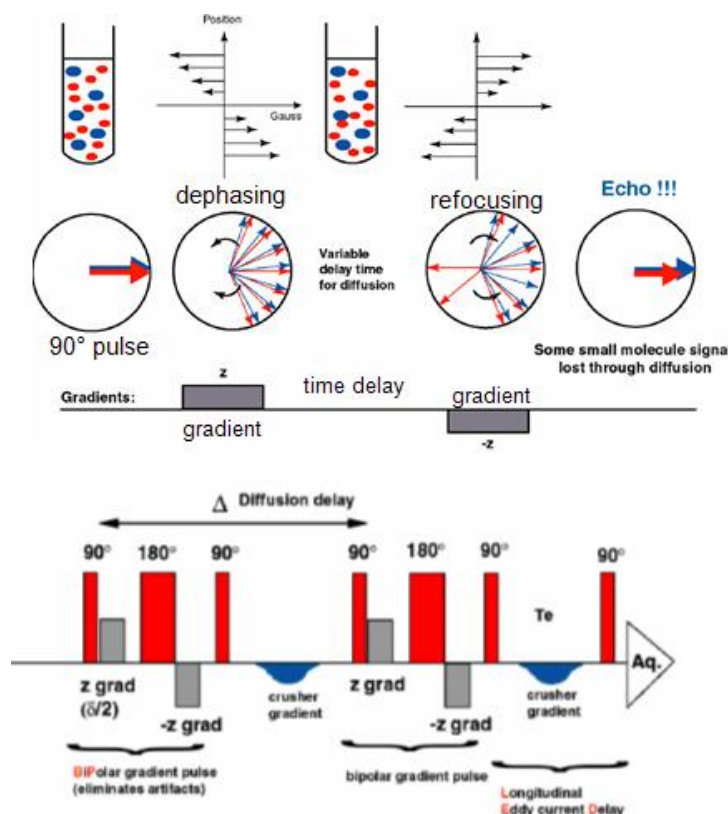 Position
Gauss
dephasing
refocusing
Echo !!!
Variable
delay time
for diffusion
90° pulse
Some small molecule signa
lost through diffusion
z
time delay
gradient
Gradients:
gradient
-z
Δ Diffusion delay
90° 180° 90° 90° 180° 90° 90°
Te
Aq.
z grad
(δ/2)
-z grad
crusher
gradient
z grad
-z grad
crusher
gradient
BIPolar gradient pulse
(eliminates artifacts)
bipolar gradient pulse
Longitudinal
Eddy current Delay